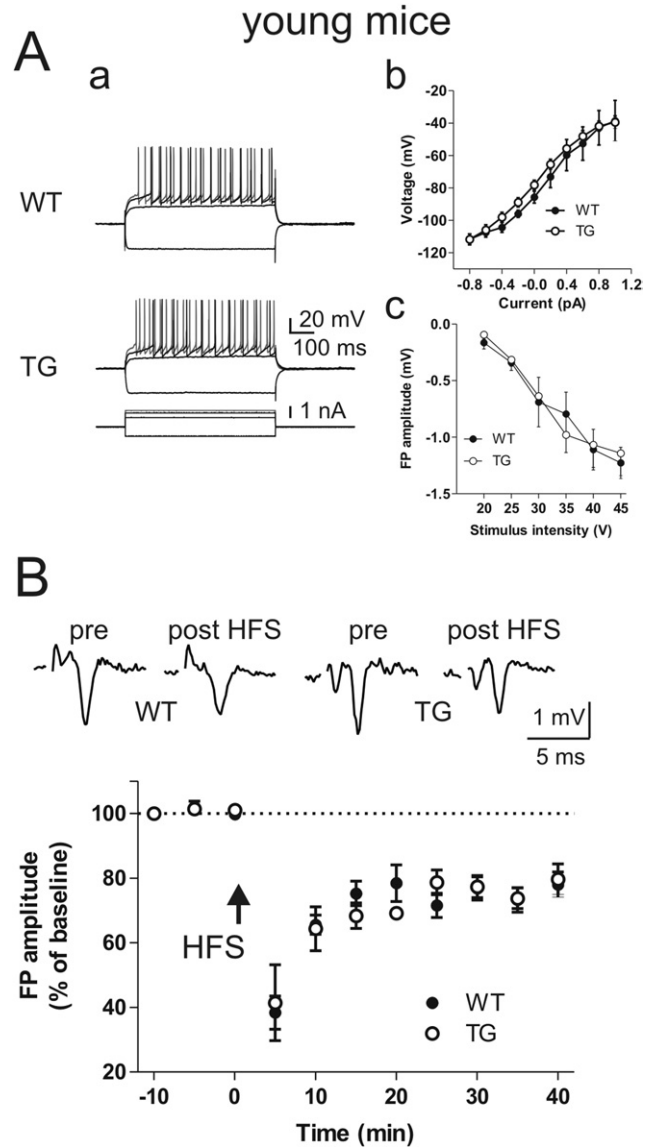 young mice
A
a
WT
TG
20 mV
100 ms
1 nA
b
Voltage (mV)
-20
-40
-60
-80
-100
-120
WT
TG
-0.8 -0.4 -0.0 0.4 0.8 1.2
Current (pA)
c
FP amplitude (mV)
0.0
-0.5
-1.0
-1.5
WT
TG
20 25 30 35 40 45
Stimulus intensity (V)
B
pre post HFS pre post HFS
WT TG
1 mV
5 ms
FP amplitude
(% of baseline)
100
80
60
40
20
HFS
WT
TG
-10 0 10 20 30 40
Time (min)